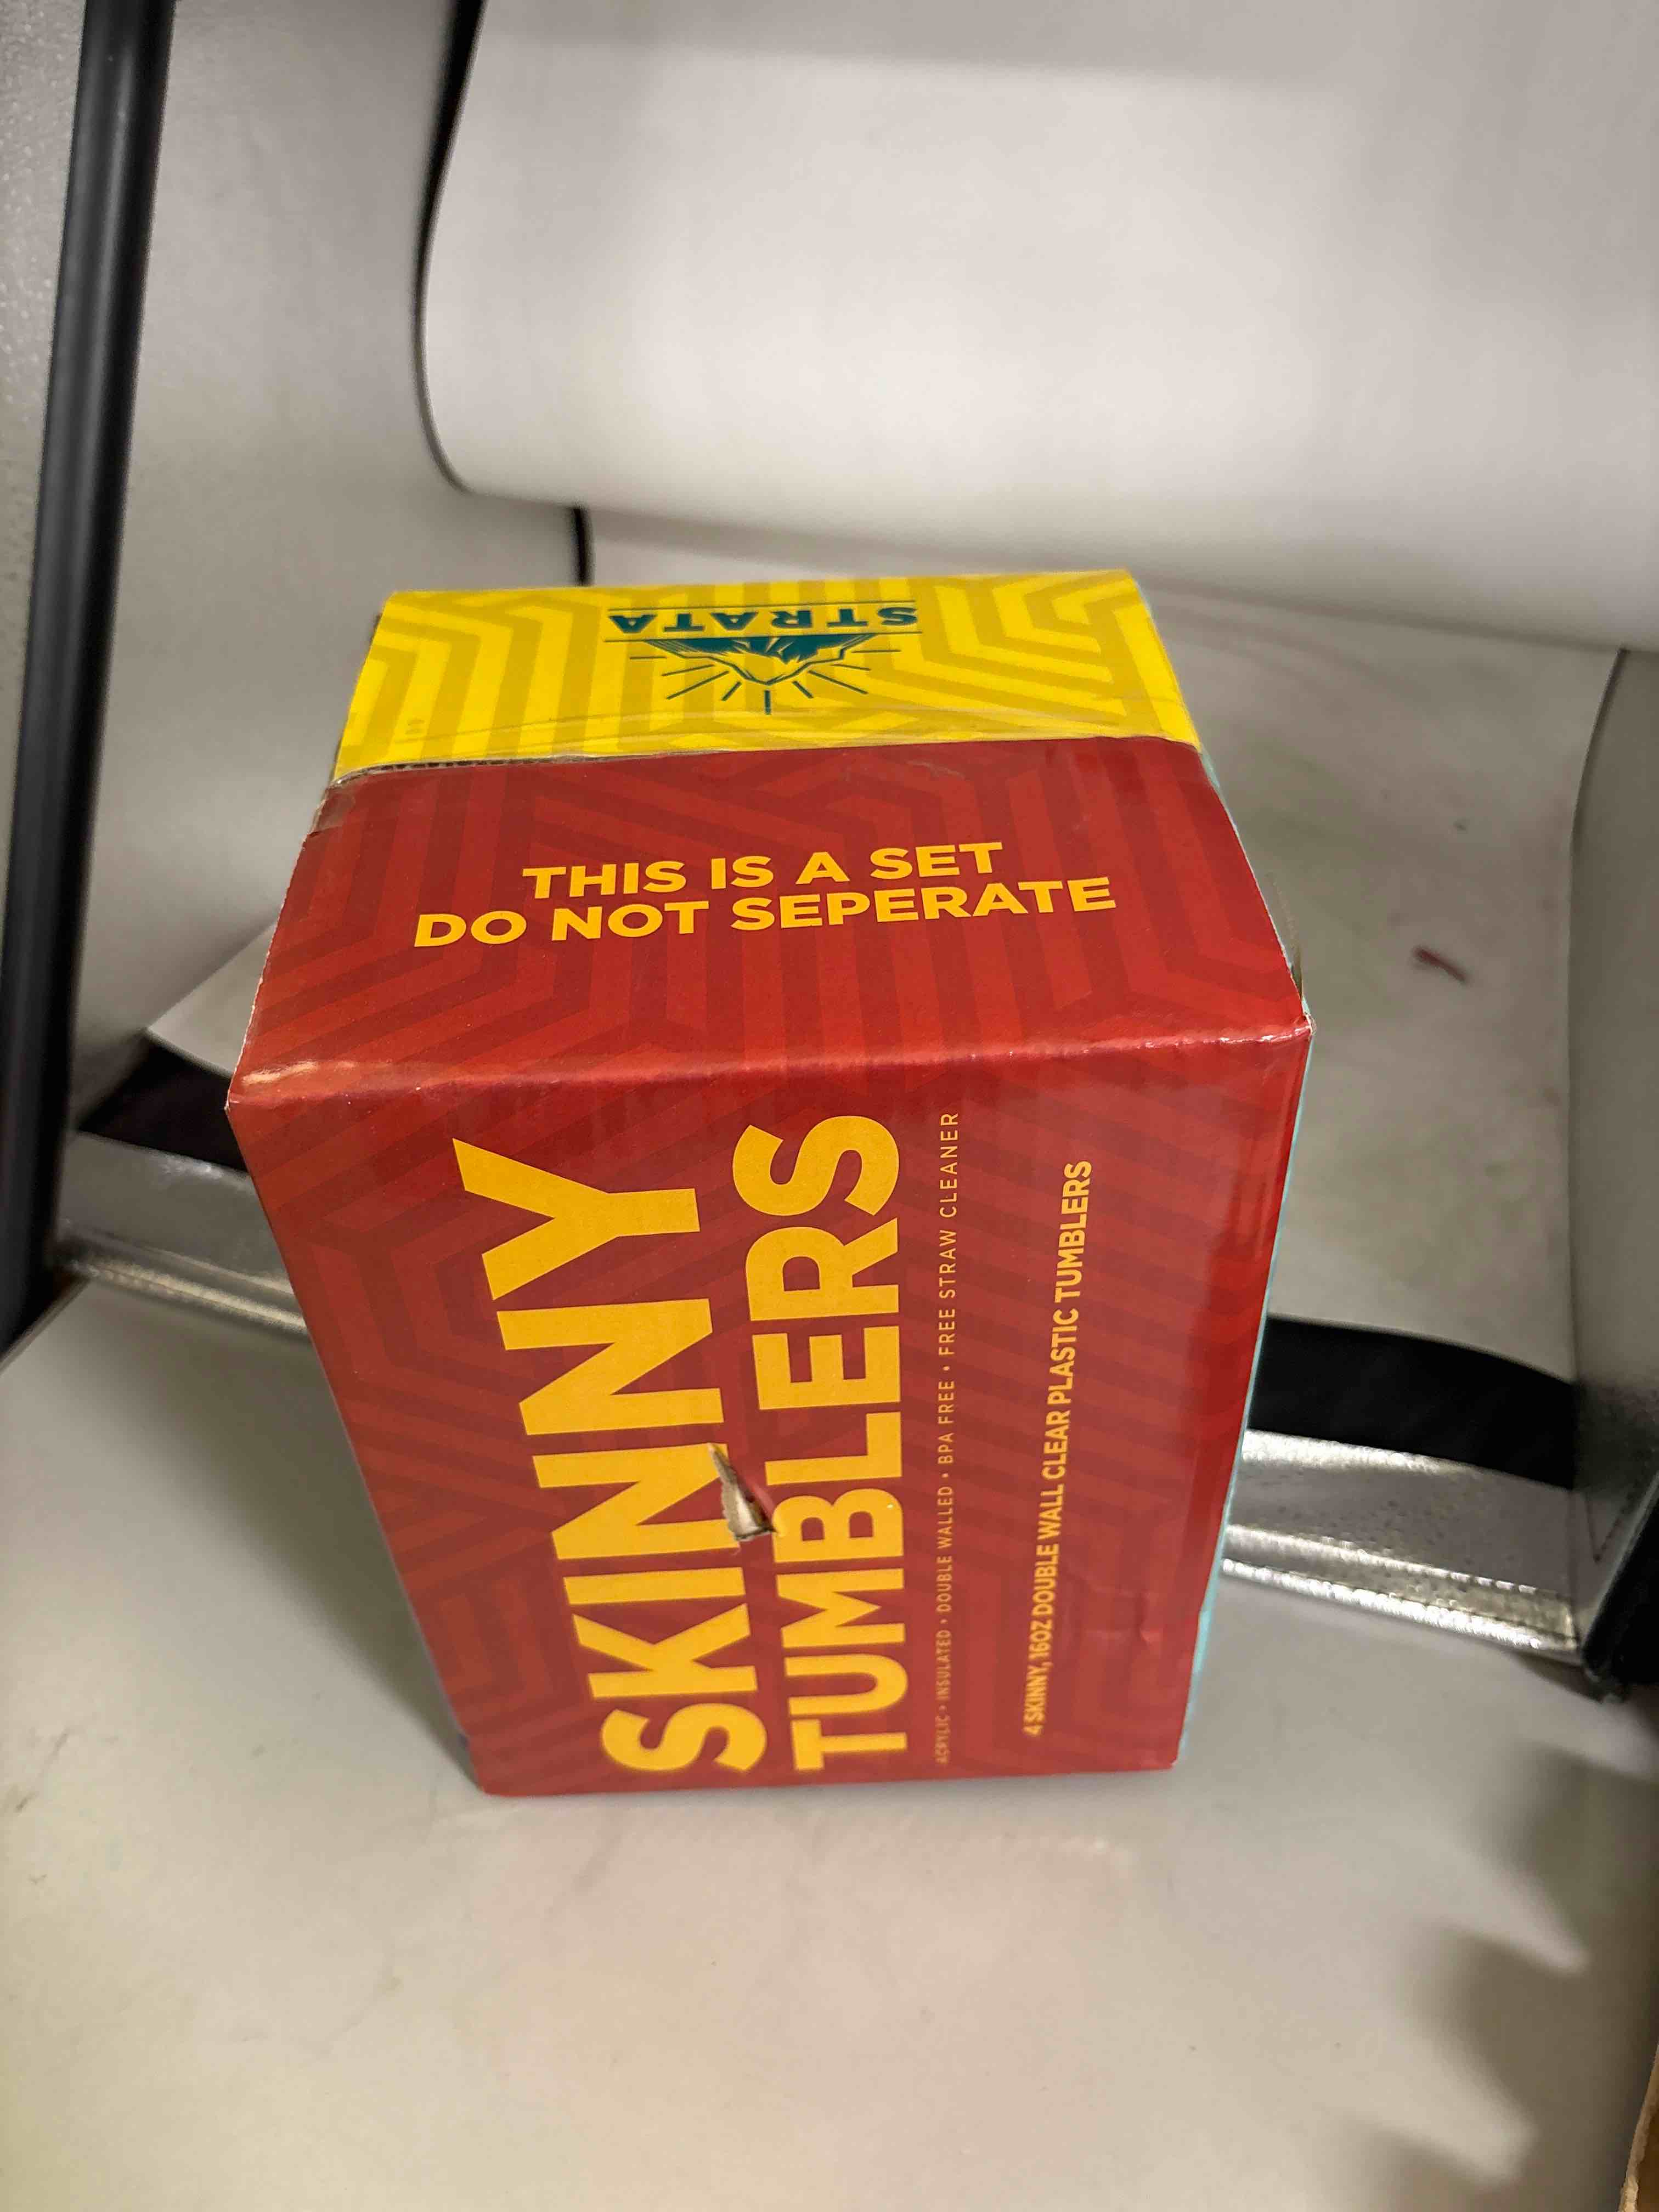 STRATA
THIS IS A SET
DO NOT SEPERATE
SKINNY
TUMBLERS
ACRYLIC • INSULATED • DOUBLE WALLED • BPA FREE • FREE STRAW CLEANER
4 SKINNY, 16OZ DOUBLE WALL CLEAR PLASTIC TUMBLERS